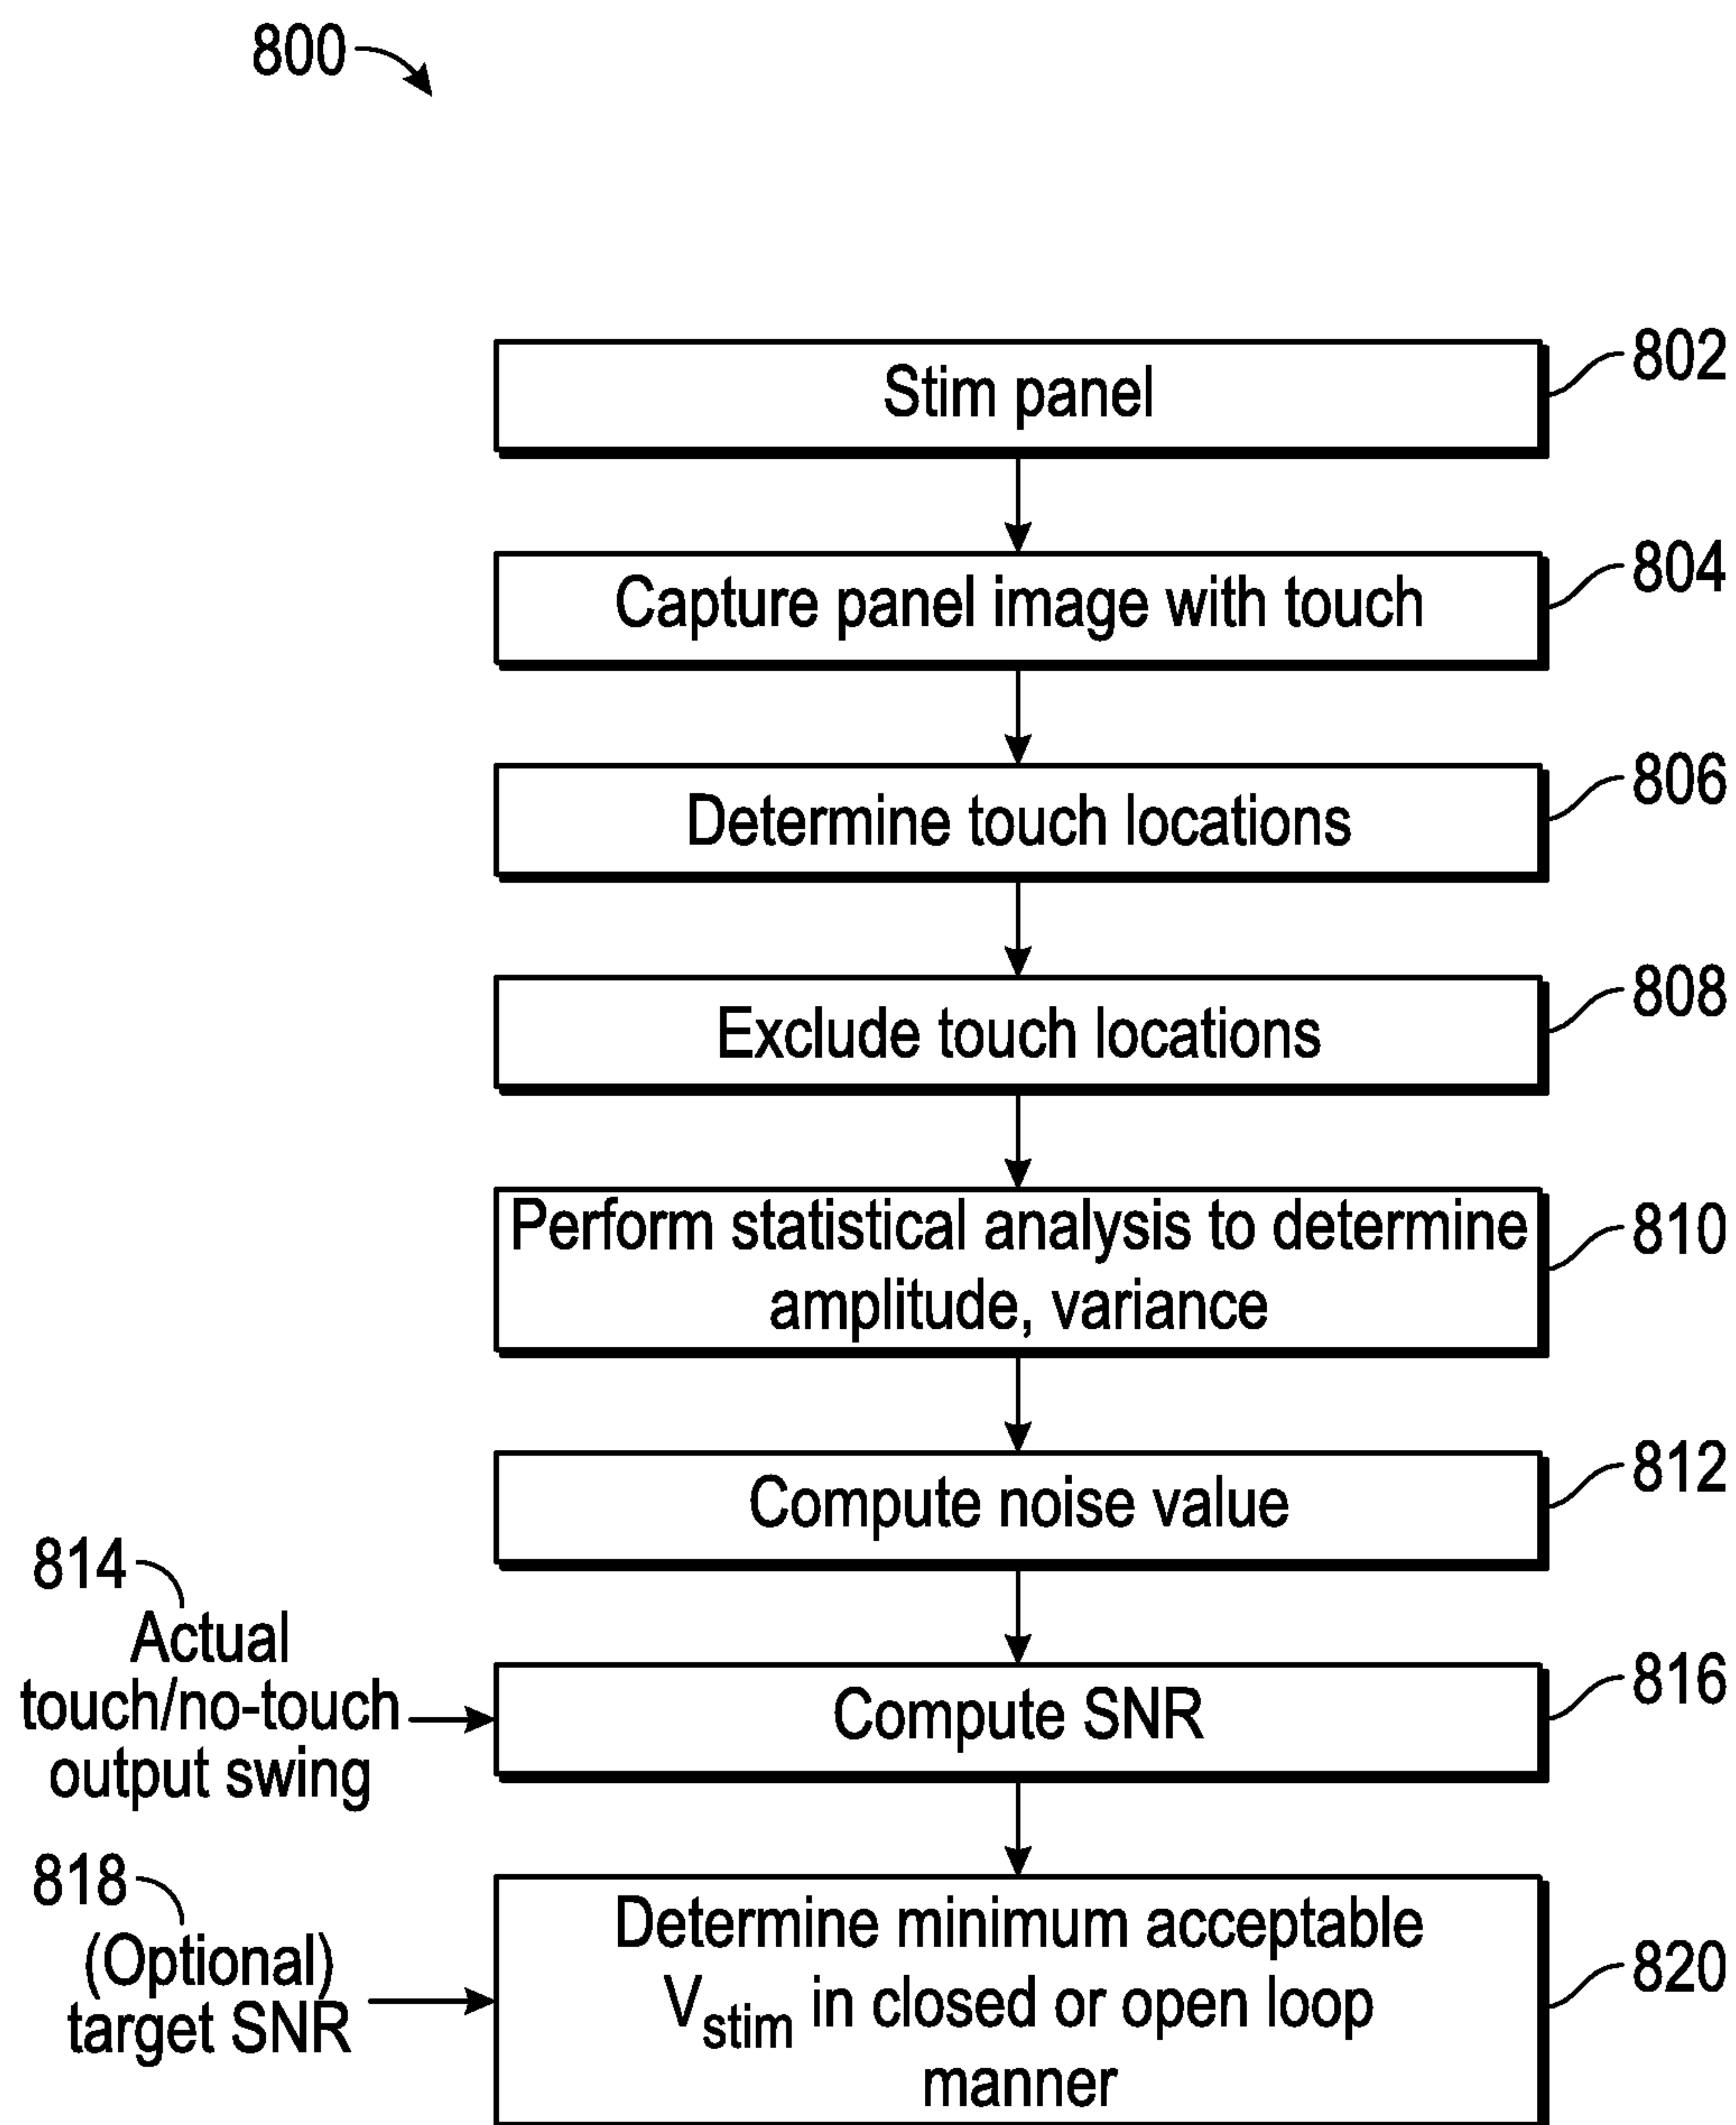 800
Stim panel
802
Capture panel image with touch
804
Determine touch locations
806
Exclude touch locations
808
Perform statistical analysis to determine
amplitude, variance
810
Compute noise value
812
814
Actual
touch/no-touch
output swing
Compute SNR
816
818
(Optional)
target SNR
Determine minimum acceptable
Vstim in closed or open loop
manner
820